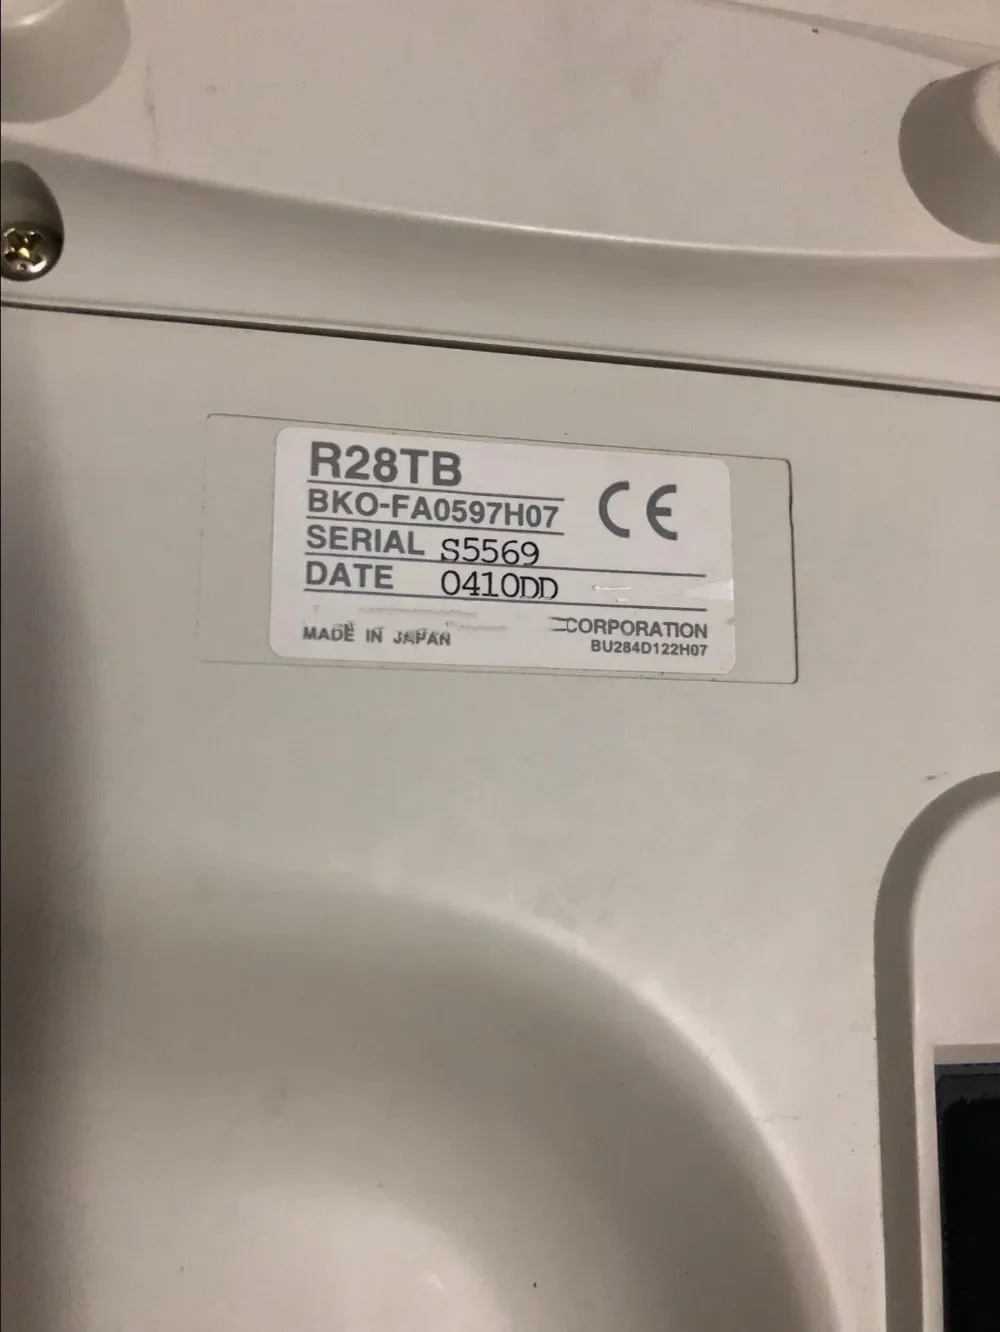 R28TB
BKO-FA0597H07
CE
SERIAL S5569
DATE 0410DD
CORPORATION
MADE IN JAPAN
BU284D122H07